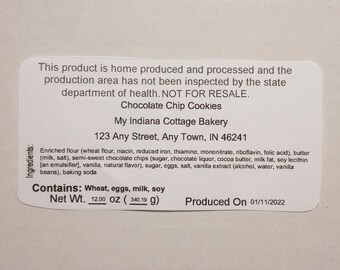 This product is home produced and processed and the
production area has not been inspected by the state
department of health. NOT FOR RESALE.
Chocolate Chip Cookies
My Indiana Cottage Bakery
123 Any Street, Any Town, IN 46241
Ingredients:
Enriched flour (wheat flour, niacin, reduced iron, thiamine, mononitrate, riboflavin, folic acid), butter
(milk, salt), semi-sweet chocolate chips (sugar, chocolate liquor, cocoa butter, milk fat, soy lecithin
[an emulsifier], vanilla, natural flavor), sugar, eggs, salt, vanilla extract (alcohol, water, vanilla
beans), baking soda
Contains: Wheat, eggs, milk, soy
Net Wt. 12.00 oz ( 340.19 g) Produced On 01/11/2022